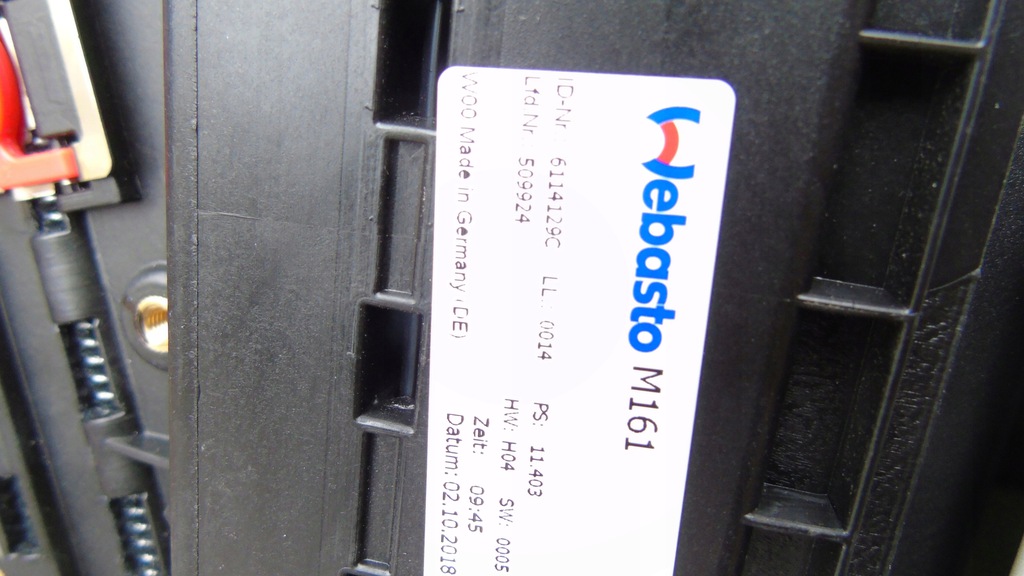 Webasto M161
ID-Nr.: 6114129C LL.: 0014 PS: 11.403
Lfd Nr.: 509924 HW: H04 SW: 0005
Zeit: 09:45
W00 Made in Germany (DE) Datum: 02.10.2018